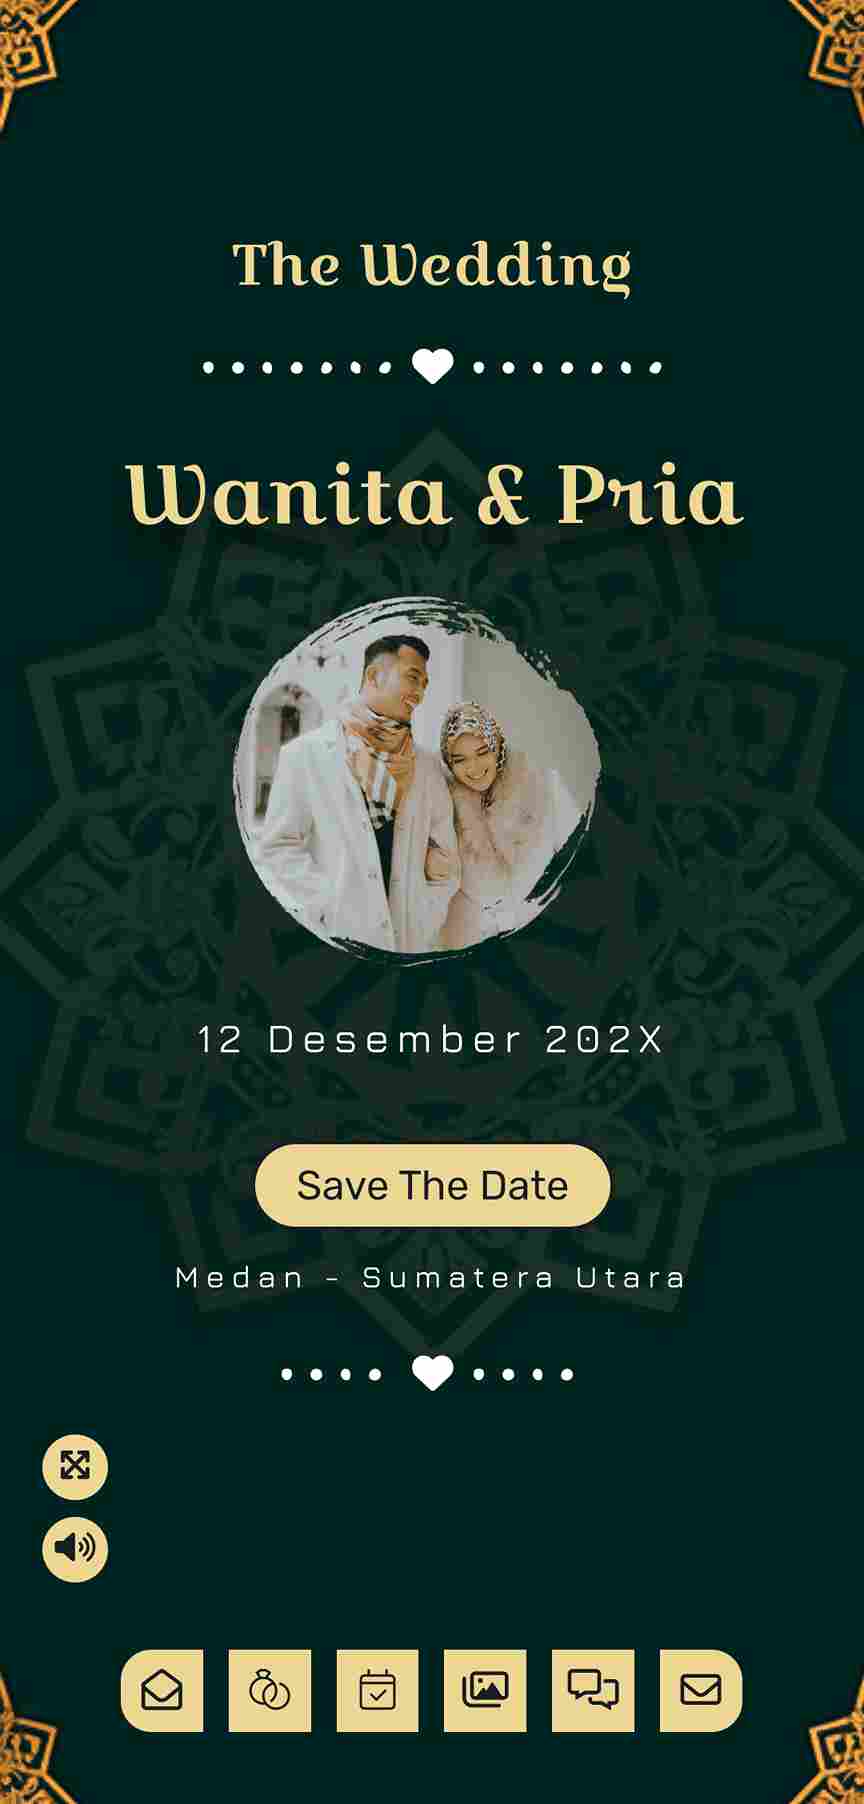 The Wedding
Wanita & Pria
12 Desember 202X
Save The Date
Medan - Sumatera Utara